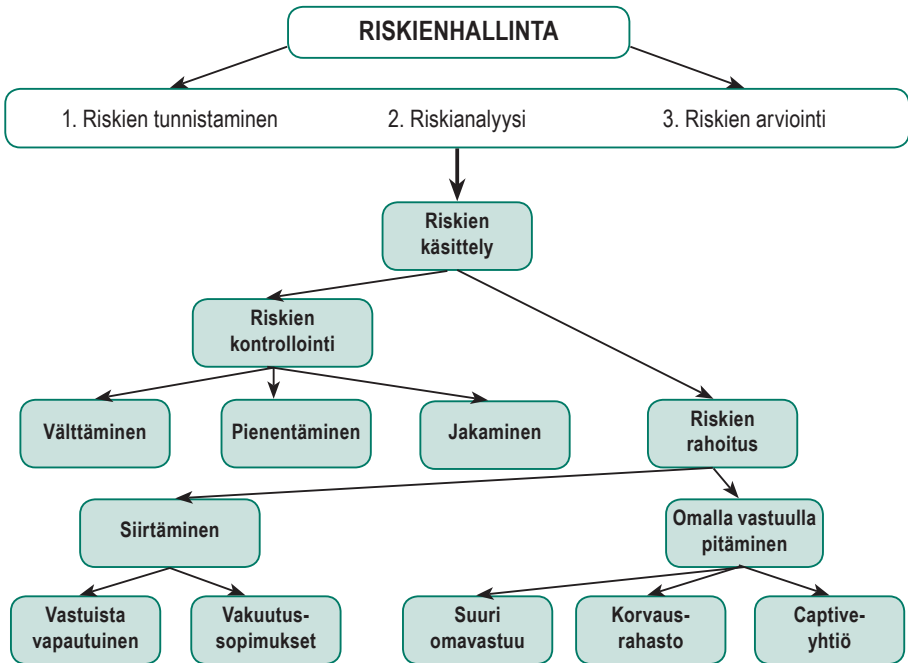 RISKIENHALLINTA
1. Riskien tunnistaminen 2. Riskianalyysi 3. Riskien arviointi
Riskien
käsittely
Riskien
kontrollointi
Välttäminen
Pienentäminen
Jakaminen
Riskien
rahoitus
Siirtäminen
Omalla vastuulla
pitäminen
Vastuista
vapautuinen
Vakuutus-
sopimukset
Suuri
omavastuu
Korvaus-
rahasto
Captive-
yhtiö